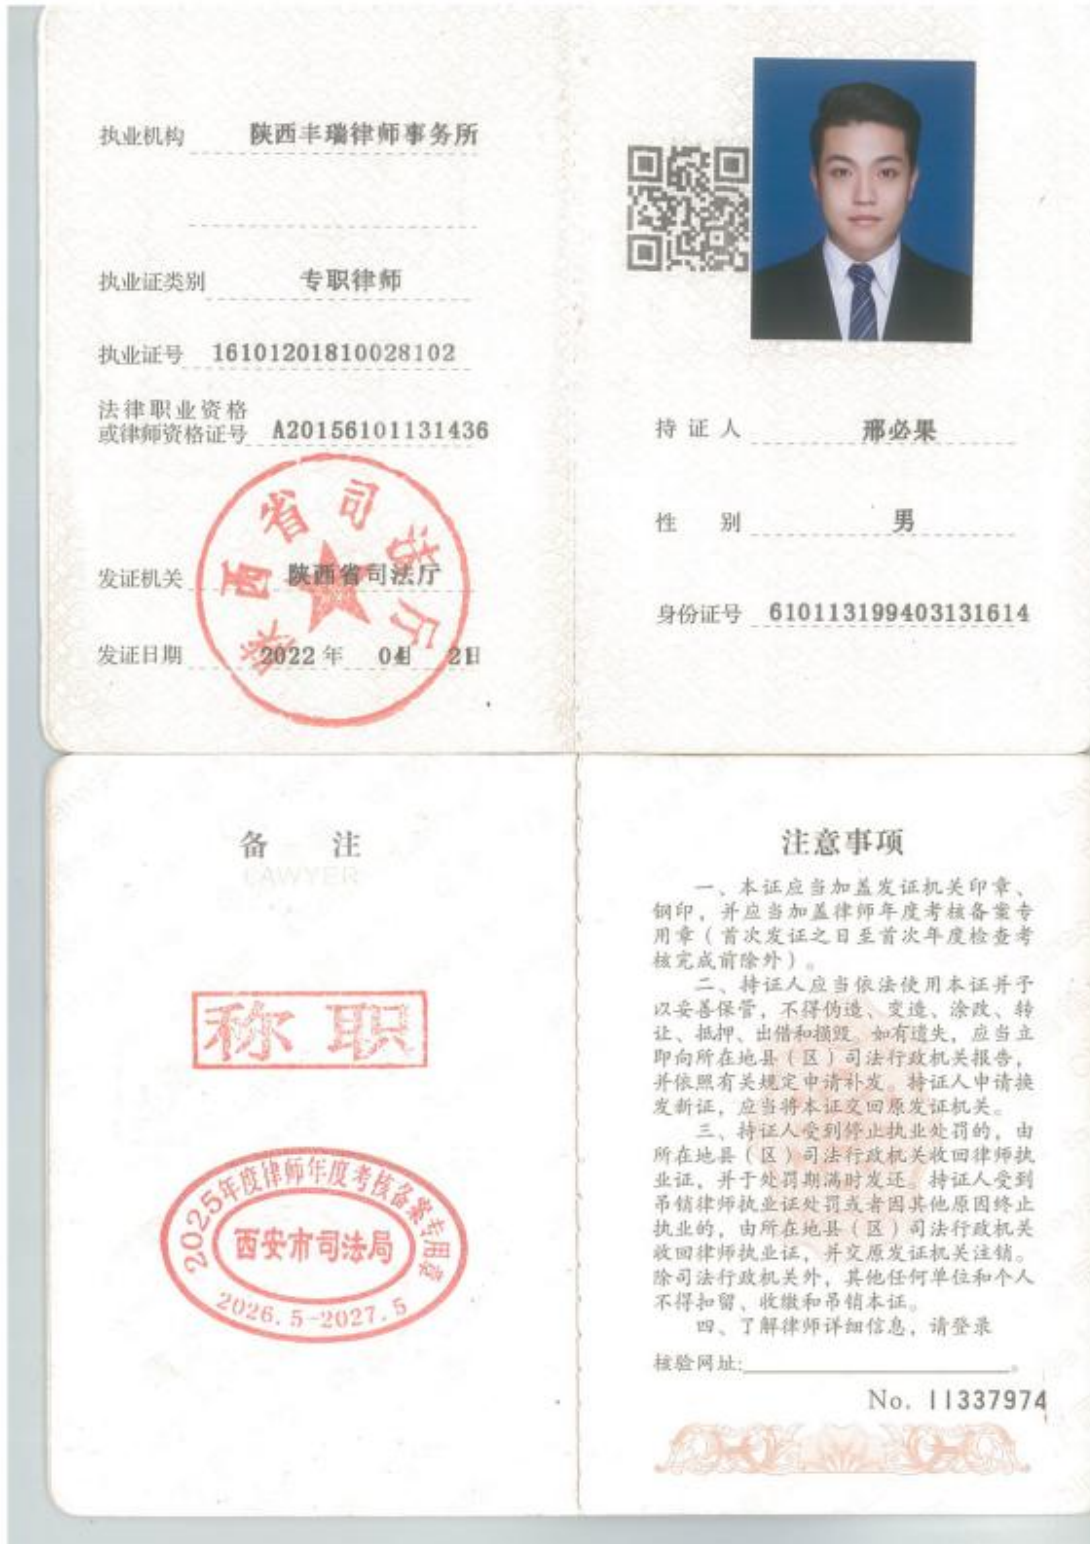 执业机构 陕西丰瑞律师事务所
执业证类别 专职律师
执业证号 16101201810028102
法律职业资格
或律师资格证号 A20156101131436
陕西省司法厅
发证机关 陕西省司法厅
发证日期 2022 年 04月 21日
持证人 邢必果
性 别 男
身份证号 610113199403131614
备 注
LAWYER
称职
2025年度律师年度考核备案专用章
西安市司法局
2026.5-2027.5
注意事项
一、本证应当加盖发证机关印章、
钢印，并应当加盖律师年度考核备案专
用章（首次发证之日至首次年度检查考
核完成前除外）。
二、持证人应当依法使用本证并予
以妥善保管，不得伪造、变造、涂改、转
让、抵押、出借和损毁。如有遗失，应当立
即向所在地县（区）司法行政机关报告，
并依照有关规定申请补发。持证人申请换
发新证，应当将本证交回原发证机关。
三、持证人受到停止执业处罚的，由
所在地县（区）司法行政机关收回律师执
业证，并于处罚期满时发还。持证人受到
吊销律师执业证处罚或者因其他原因终止
执业的，由所在地县（区）司法行政机关
收回律师执业证，并交原发证机关注销。
除司法行政机关外，其他任何单位和个人
不得扣留、收缴和吊销本证。
四、了解律师详细信息，请登录
核验网址:。
No. 11337974